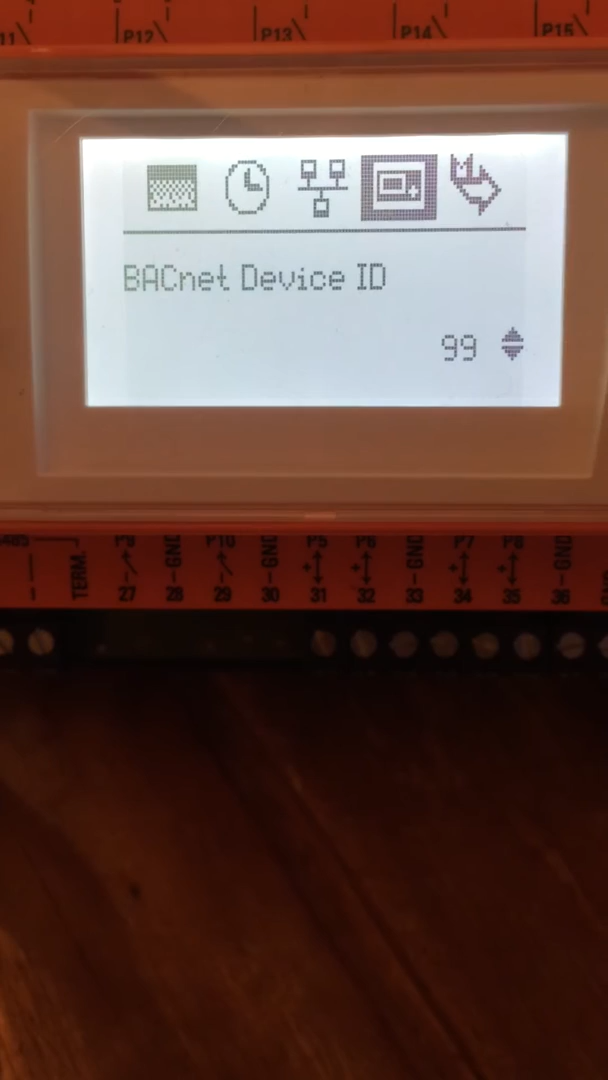 P12
P13
P14
P15
BACnet Device ID
99
TERM.
GND
P10
GND
GND
GND
27 28 29 30 31 32 33 34 35 36